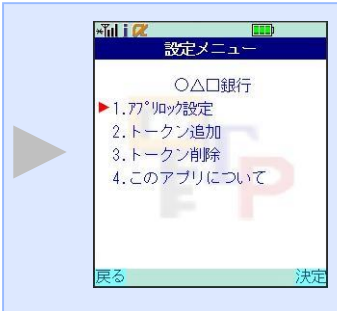 設定メニュー
○△□銀行
1.ｱﾌﾟﾘﾛｯｸ設定
2.トークン追加
3.トークン削除
4.このアプリについて
戻る 決定